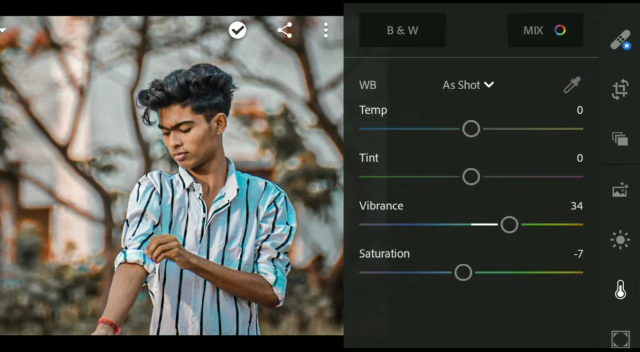 B & W
MIX
WB
As Shot
Temp
0
Tint
0
Vibrance
34
Saturation
-7